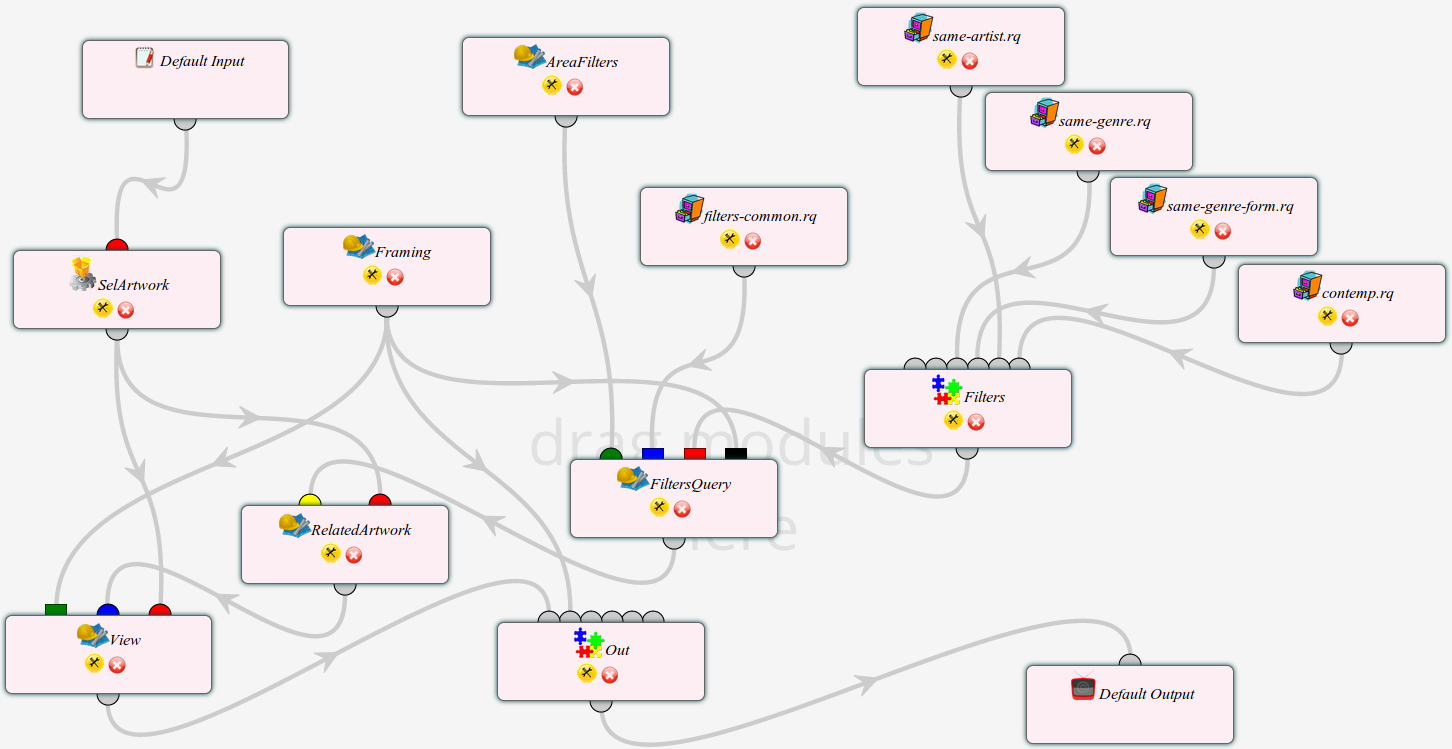 Default Input
AreaFilters
same-artist.rq
same-genre.rq
same-genre-form.rq
filters-common.rq
Framing
SelArtwork
contemp.rq
Filters
drag modules
here
FiltersQuery
RelatedArtwork
View
Out
Default Output